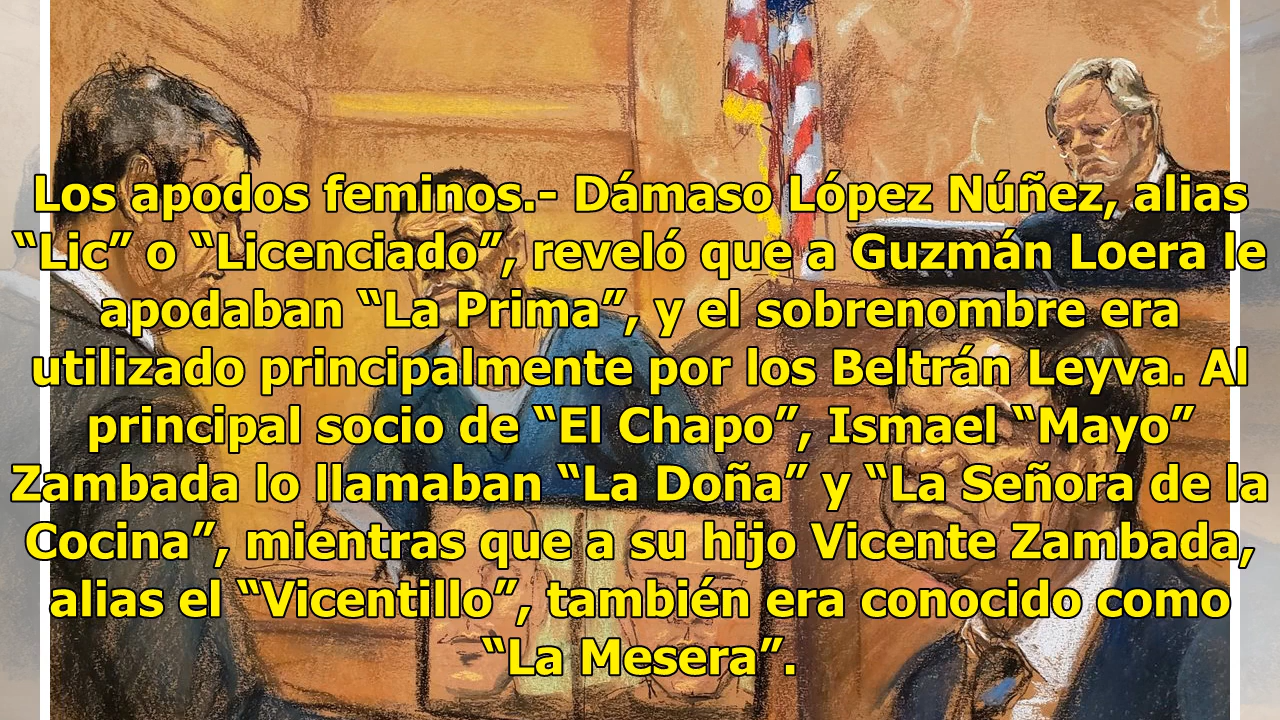 Los apodos feminos.- Dámaso López Núñez, alias
“Lic” o “Licenciado”, reveló que a Guzmán Loera le
apodaban “La Prima”, y el sobrenombre era
utilizado principalmente por los Beltrán Leyva. Al
principal socio de “El Chapo”, Ismael “Mayo”
Zambada lo llamaban “La Doña” y “La Señora de la
Cocina”, mientras que a su hijo Vicente Zambada,
alias el “Vicentillo”, también era conocido como
“La Mesera”.